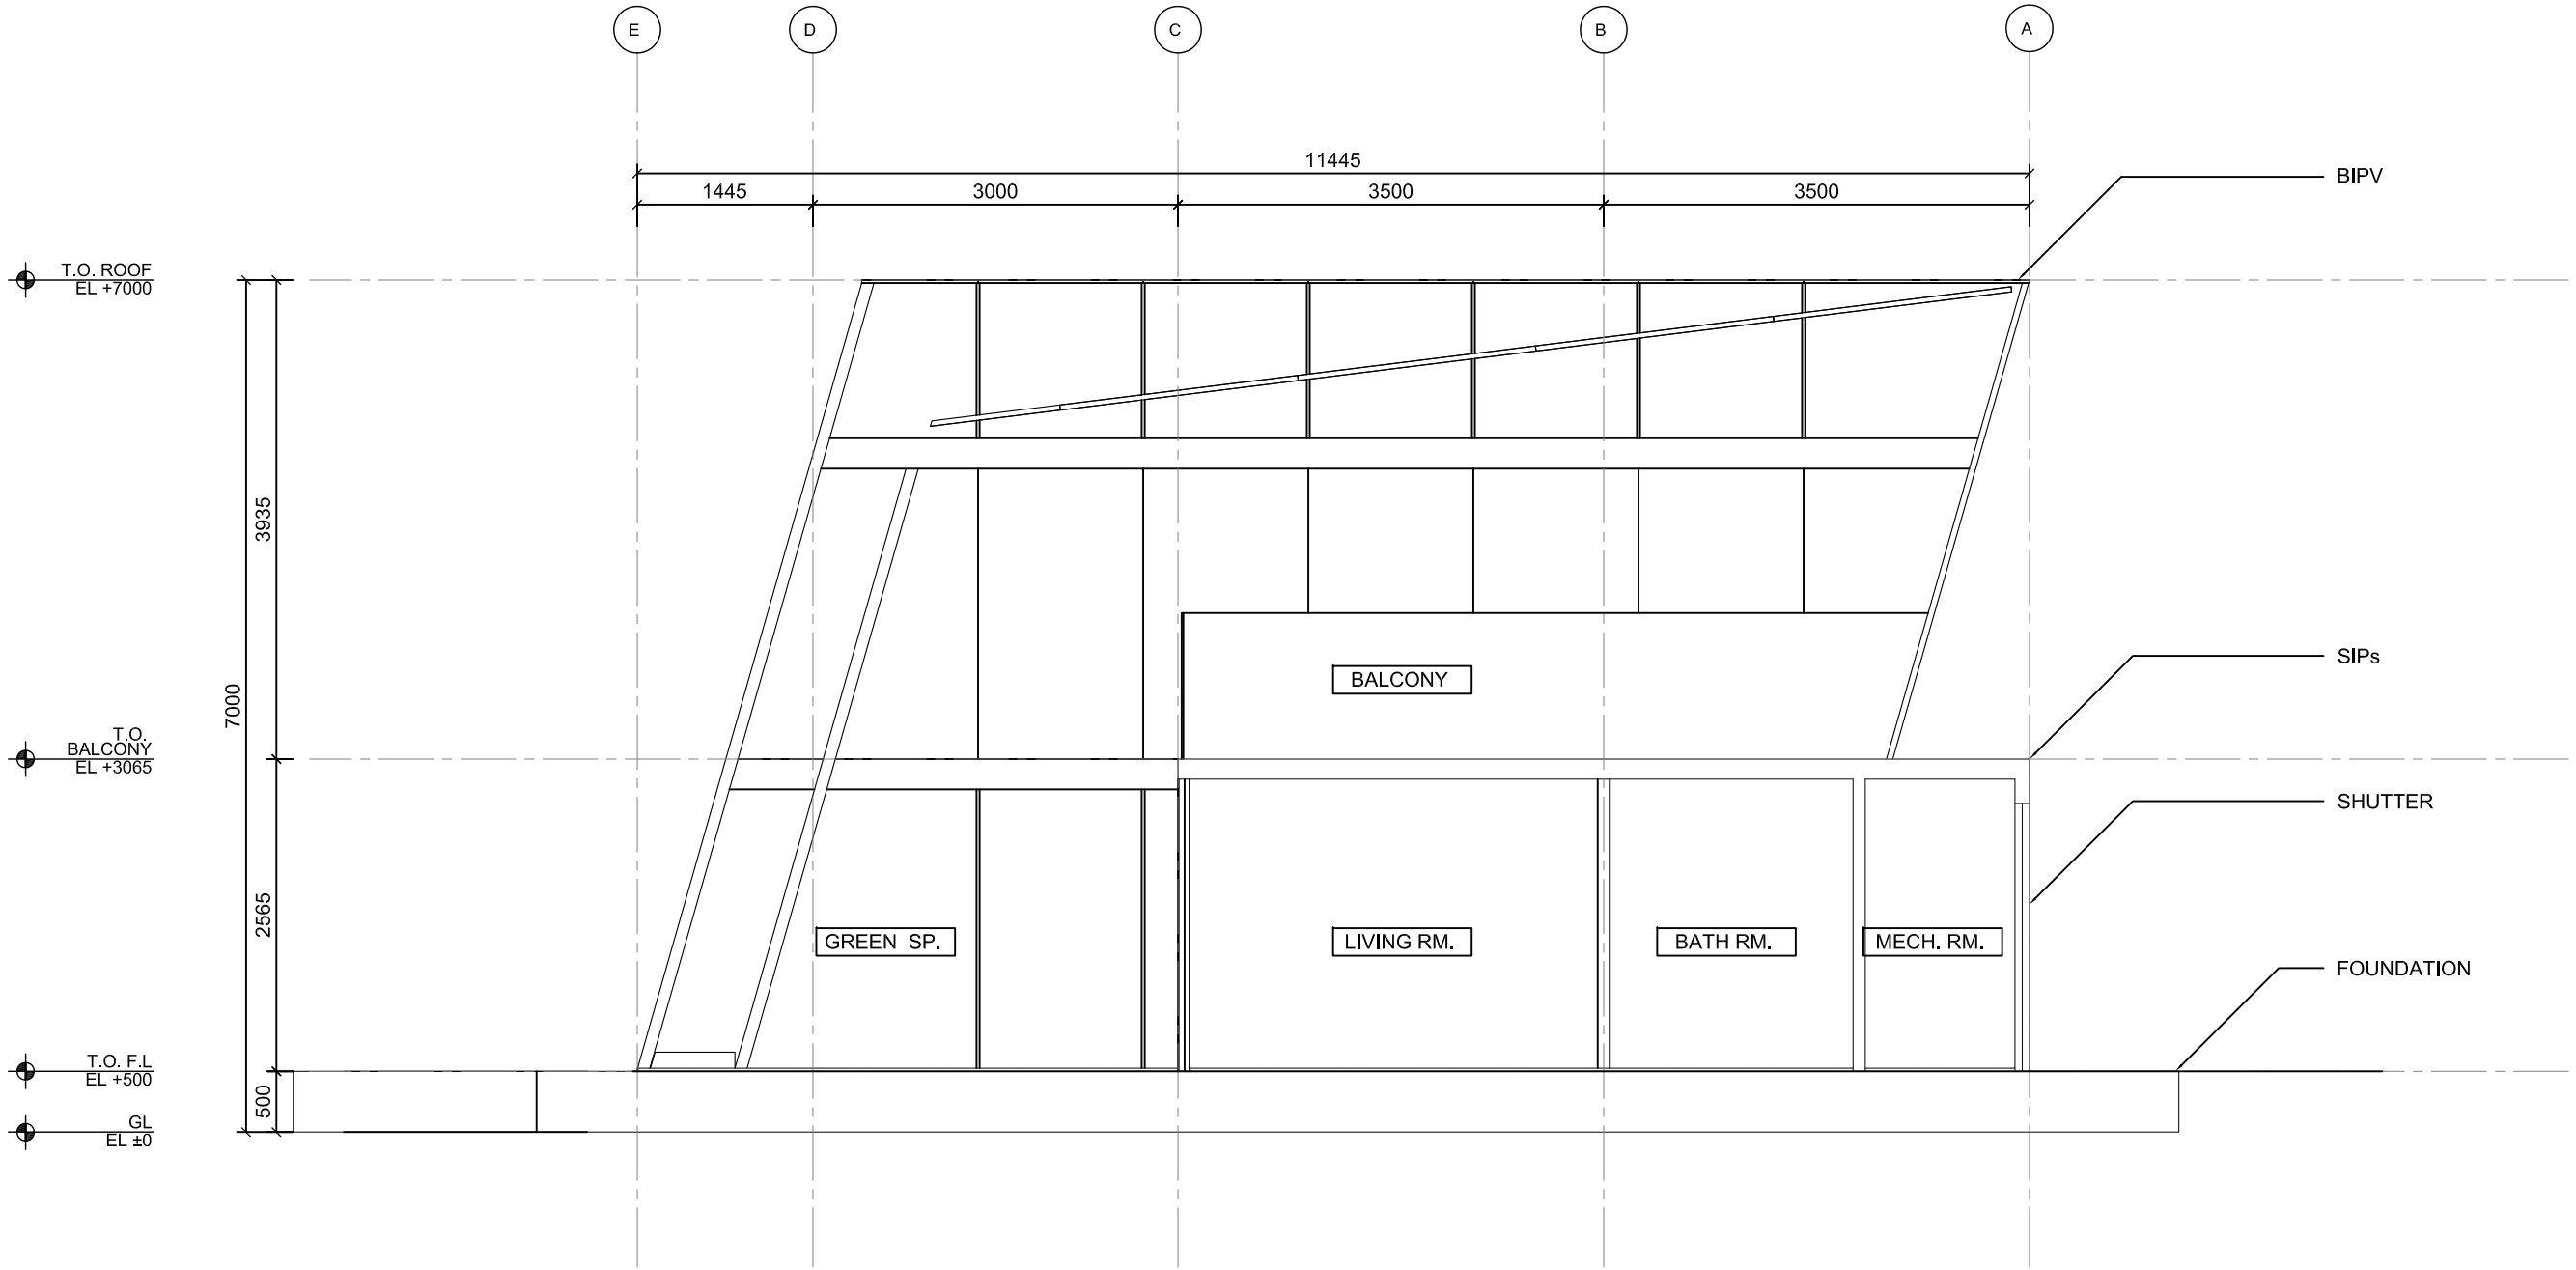 E
D
C
B
A
11445
1445
3000
3500
3500
BIPV
T.O. ROOF
EL +7000
3935
7000
BALCONY
SIPs
T.O.
BALCONY
EL +3065
SHUTTER
2565
GREEN SP.
LIVING RM.
BATH RM.
MECH. RM.
FOUNDATION
T.O. F.L
EL +500
500
GL
EL ±0